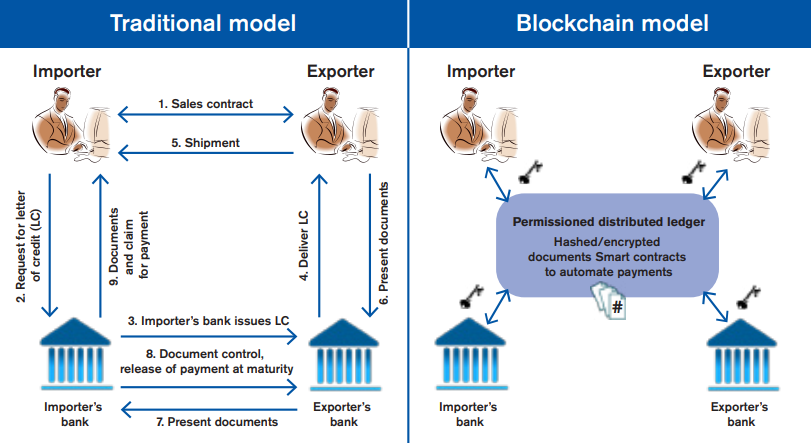 Traditional model
Blockchain model
Importer
Exporter
1. Sales contract
5. Shipment
2. Request for letter
of credit (LC)
9. Documents
and claim
for payment
4. Deliver LC
6. Present documents
3. Importer's bank issues LC
8. Document control,
release of payment at maturity
7. Present documents
Importer's
bank
Exporter's
bank
Importer
Exporter
Permissioned distributed ledger
Hashed/encrypted
documents Smart contracts
to automate payments
#
Importer's
bank
Exporter's
bank